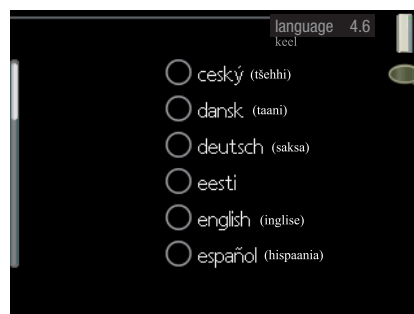 language 4.6
keel
ceský (tšehhi)
dansk (taani)
deutsch (saksa)
eesti
english (inglise)
español (hispaania)